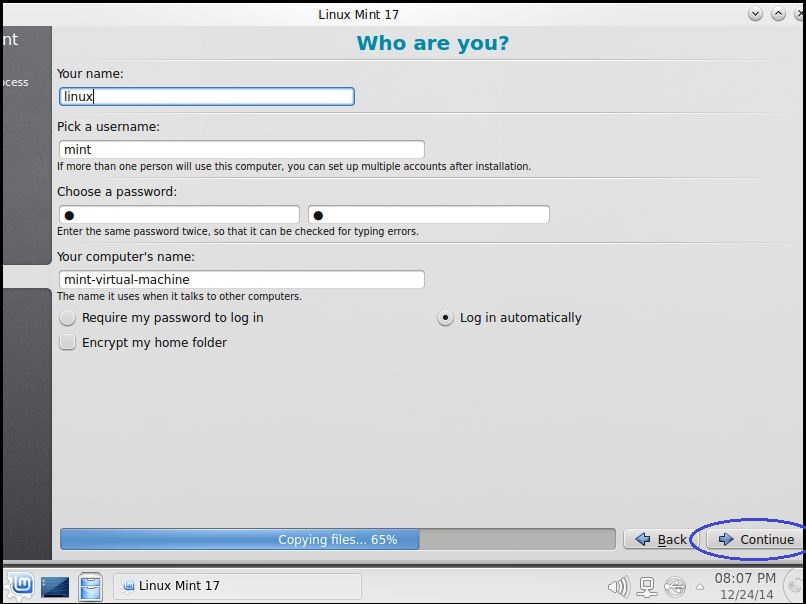 Linux Mint 17
nt
ocess
Who are you?
Your name:
linux
Pick a username:
mint
If more than one person will use this computer, you can set up multiple accounts after installation.
Choose a password:
Enter the same password twice, so that it can be checked for typing errors.
Your computer's name:
mint-virtual-machine
The name it uses when it talks to other computers.
Require my password to log in
Log in automatically
Encrypt my home folder
Copying files... 65%
Back
Continue
Linux Mint 17
08:07 PM
12/24/14